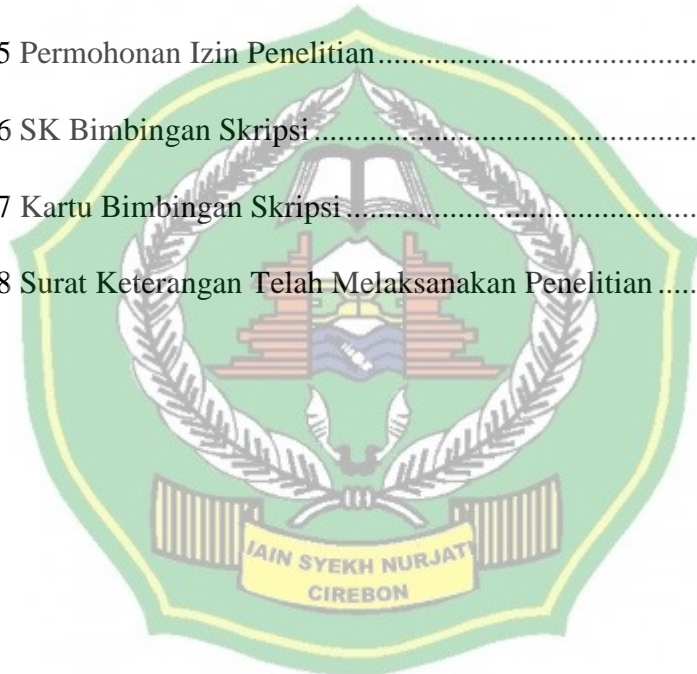 5 Permohonan Izin Penelitian.......................................
6 SK Bimbingan Skripsi................................................
7 Kartu Bimbingan Skripsi............................................
8 Surat Keterangan Telah Melaksanakan Penelitian.....
IAIN SYEKH NURJATI
CIREBON